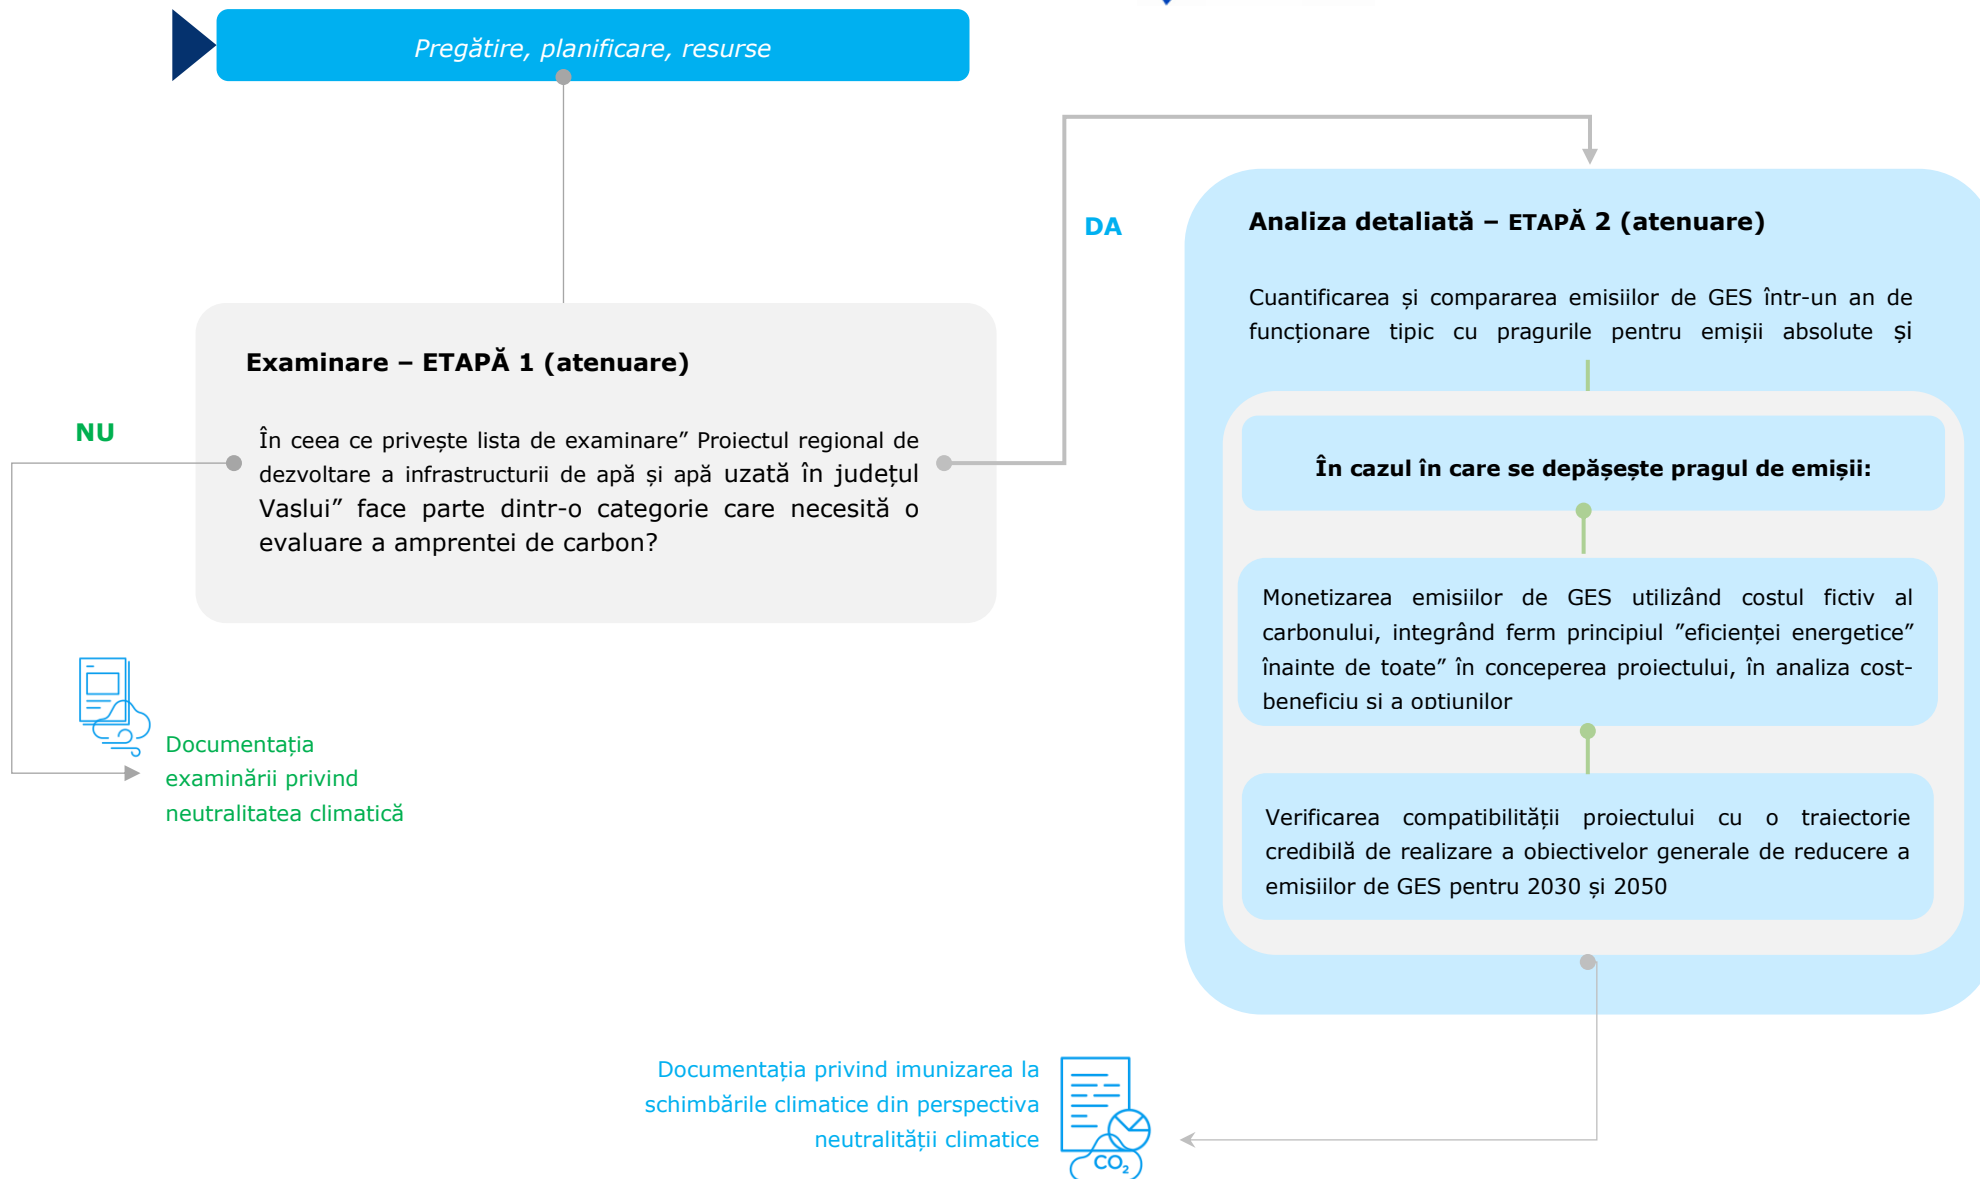 Pregătire, planificare, resurse
DA
Analiza detaliată – ETAPĂ 2 (atenuare)
Cuantificarea și compararea emisiilor de GES într-un an de
funcționare tipic cu pragurile pentru emișii absolute și
Examinare – ETAPĂ 1 (atenuare)
NU
În ceea ce privește lista de examinare” Proiectul regional de
dezvoltare a infrastructurii de apă și apă uzată în județul
Vaslui” face parte dintr-o categorie care necesită o
evaluare a amprentei de carbon?
În cazul în care se depășește pragul de emișii:
Monetizarea emisiilor de GES utilizând costul fictiv al
carbonului, integrând ferm principiul ”eficienței energetice”
înainte de toate” în conceperea proiectului, în analiza cost-
beneficiu și a opțiunilor
Documentația
examinării privind
neutralitatea climatică
Verificarea compatibilității proiectului cu o traiectorie
credibilă de realizare a obiectivelor generale de reducere a
emisiilor de GES pentru 2030 și 2050
Documentația privind imunizarea la
schimbările climatice din perspectiva
neutralității climatice
CO₂